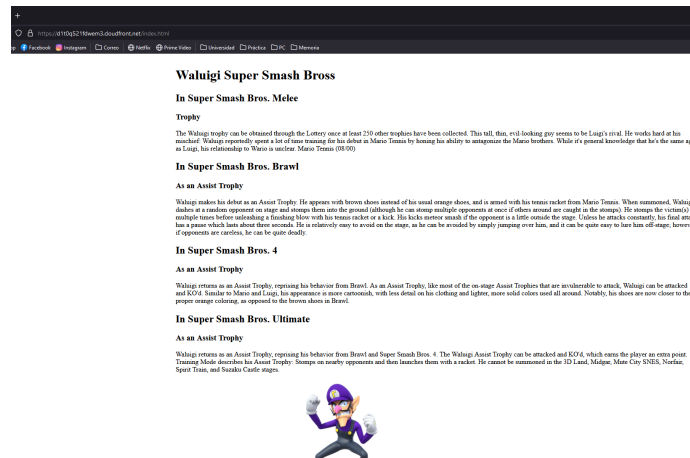 +
https://d1t0q521fdwem3.cloudfront.net/index.html
Facebook Instagram Correo Netflix Prime Video Universidad Práctica PC Memoria
Waluigi Super Smash Bross
In Super Smash Bros. Melee
Trophy
The Waluigi trophy can be obtained through the Lottery once at least 250 other trophies have been collected. This tall, thin, evil-looking guy seems to be Luigi's rival. He works hard at his
mischief: Waluigi reportedly spent a lot of time training for his debut in Mario Tennis by honing his ability to antagonize the Mario brothers. While it's general knowledge that he's the same
as Luigi, his relationship to Wario is unclear. Mario Tennis (08/00)
In Super Smash Bros. Brawl
As an Assist Trophy
Waluigi makes his debut as an Assist Trophy. He appears with brown shoes instead of his usual orange shoes, and is armed with his tennis racket from Mario Tennis. When summoned,
dashes at a random opponent on stage and stomps them into the ground (although he can stomp multiple opponents at once if others around are caught in the stomps). He stomps the victim(s)
multiple times before unleashing a finishing blow with his tennis racket or a kick. His kicks meteor smash if the opponent is a little outside the stage. Unless he attacks constantly, his final
has a pause which lasts about three seconds. He is relatively easy to avoid on the stage, as he can be avoided by simply jumping over him, and it can be quite easy to lure him off-stage;
if opponents are careless, he can be quite deadly.
In Super Smash Bros. 4
As an Assist Trophy
Waluigi returns as an Assist Trophy, reprising his behavior from Brawl. As an Assist Trophy, like most of the on-stage Assist Trophies that are invulnerable to attack, Waluigi can be attacked
and KO'd. Similar to Mario and Luigi, his appearance is more cartoonish, with less detail on his clothing and lighter, more solid colors used all around. Notably, his shoes are now closer to the
proper orange coloring, as opposed to the brown shoes in Brawl.
In Super Smash Bros. Ultimate
As an Assist Trophy
Waluigi returns as an Assist Trophy, reprising his behavior from Brawl and Super Smash Bros. 4. The Waluigi Assist Trophy can be attacked and KO'd, which earns the player an extra point.
Training Mode describes his Assist Trophy: Stomps on nearby opponents and then launches them with a racket. He cannot be summoned in the 3D Land, Midgar, Mute City SNES, Norfair,
Spirit Train, and Suzaku Castle stages.